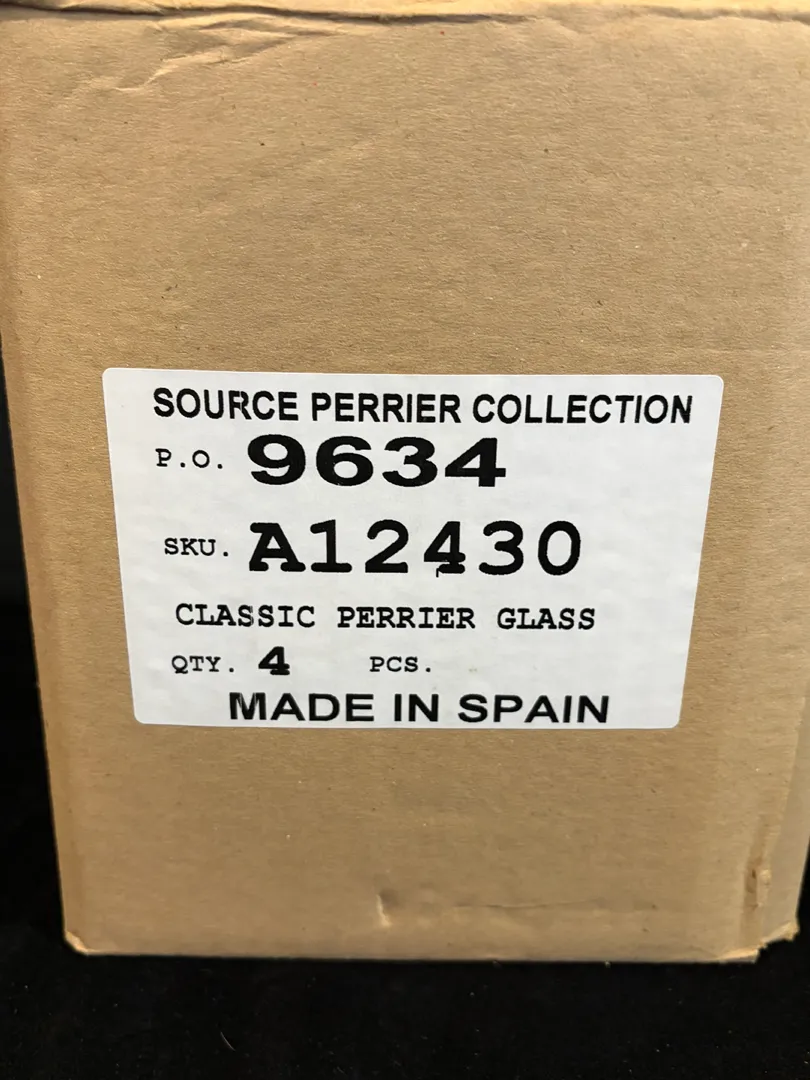 SOURCE PERRIER COLLECTION
P.O. 9634
SKU. A12430
CLASSIC PERRIER GLASS
QTY. 4 PCS.
MADE IN SPAIN